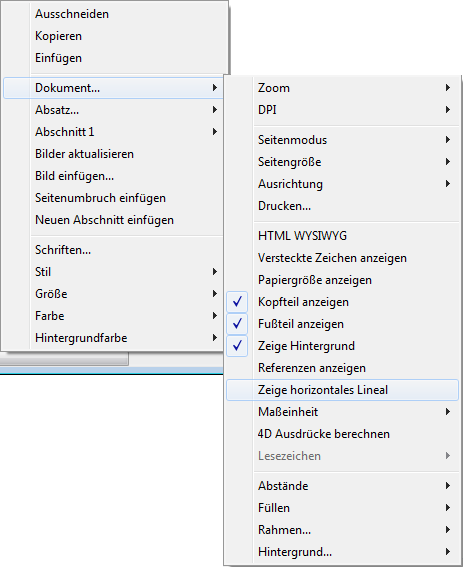 Ausschneiden
Kopieren
Einfügen
Dokument...
Absatz...
Abschnitt 1
Bilder aktualisieren
Bild einfügen...
Seitenumbruch einfügen
Neuen Abschnitt einfügen
Schriften...
Stil
Größe
Farbe
Hintergrundfarbe
Zoom
DPI
Seitenmodus
Seitengröße
Ausrichtung
Drucken...
HTML WYSIWYG
Versteckte Zeichen anzeigen
Papiergröße anzeigen
Kopfteil anzeigen
Fußteil anzeigen
Zeige Hintergrund
Referenzen anzeigen
Zeige horizontales Lineal
Maßeinheit
4D Ausdrücke berechnen
Lesezeichen
Abstände
Füllen
Rahmen...
Hintergrund...